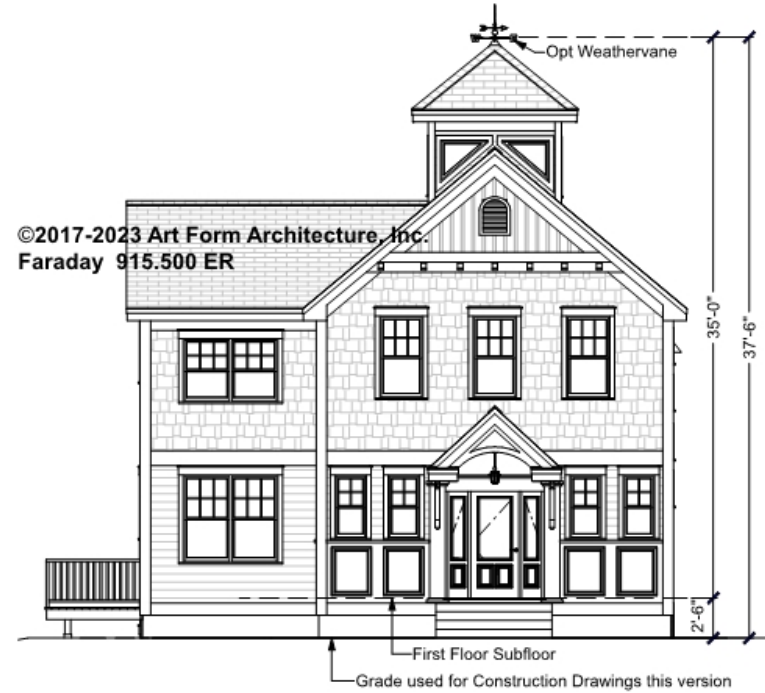 Opt Weathervane
©2017-2023 Art Form Architecture, Inc.
Faraday 915.500 ER
35'-0"
37'-6"
2'-6"
First Floor Subfloor
Grade used for Construction Drawings this version